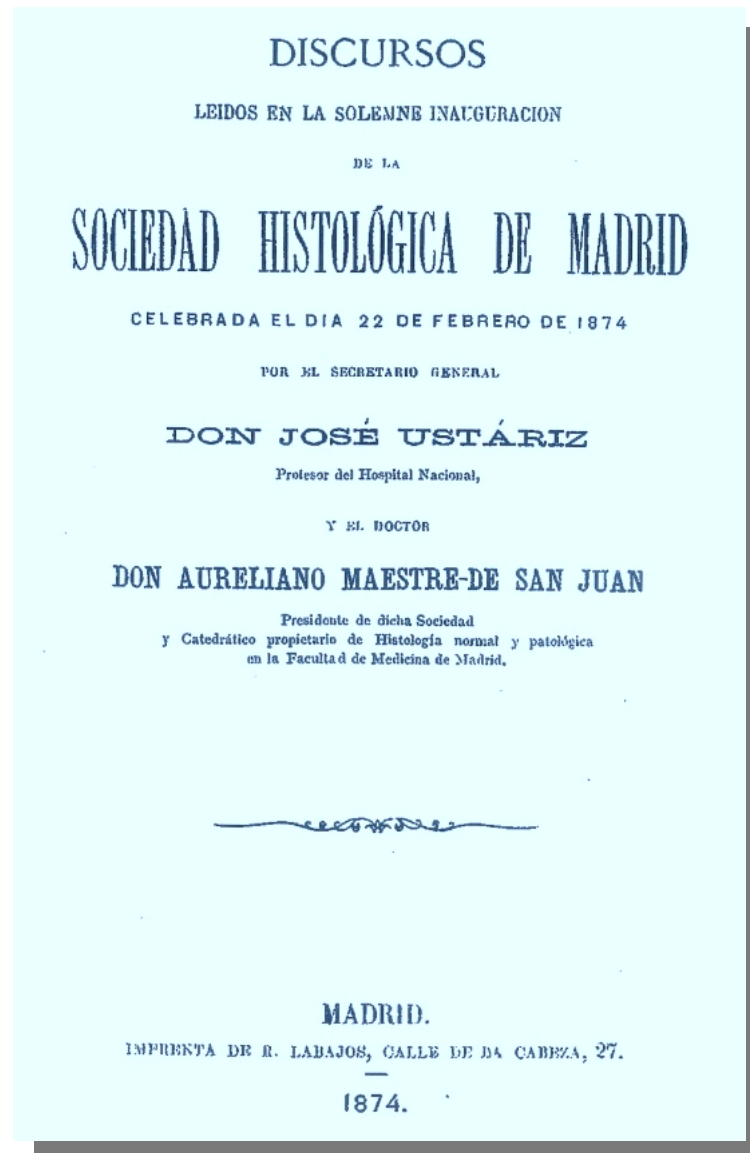 DISCURSOS
LEIDOS EN LA SOLEMNE INAUGURACION
DE LA
SOCIEDAD HISTOLÓGICA DE MADRID
CELEBRADA EL DIA 22 DE FEBRERO DE 1874
POR EL SECRETARIO GENERAL
DON JOSÉ USTÁRIZ
Profesor del Hospital Nacional,
Y EL DOCTOR
DON AURELIANO MAESTRE-DE SAN JUAN
Presidente de dicha Sociedad
y Catedrático propietario de Histología normal y patológica
en la Facultad de Medicina de Madrid.
MADRID.
IMPRENTA DE R. LABAJOS, CALLE DE LA CABEZA, 27.
1874.